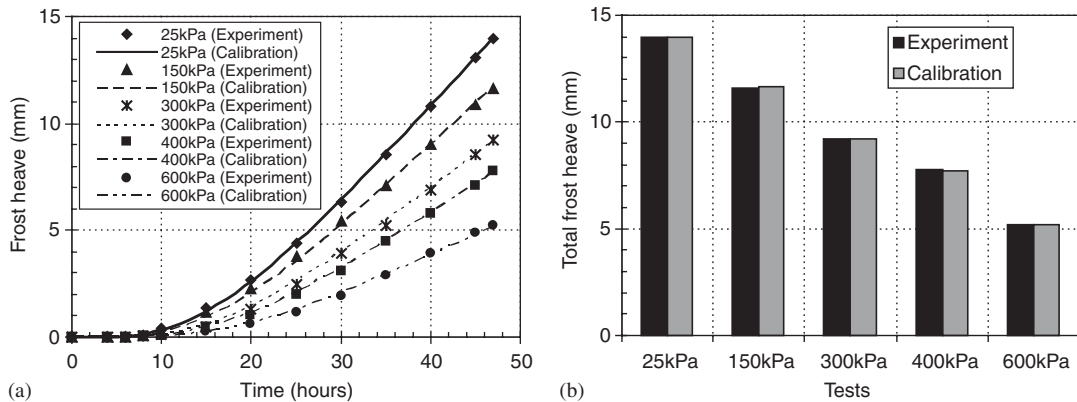 15
10
5
0
Frost heave (mm)
25kPa (Experiment)
25kPa (Calibration)
150kPa (Experiment)
150kPa (Calibration)
300kPa (Experiment)
300kPa (Calibration)
400kPa (Experiment)
400kPa (Calibration)
600kPa (Experiment)
600kPa (Calibration)
0 10 20 30 40 50
(a) Time (hours)
15
10
5
0
Total frost heave (mm)
Experiment
Calibration
25kPa 150kPa 300kPa 400kPa 600kPa
(b) Tests